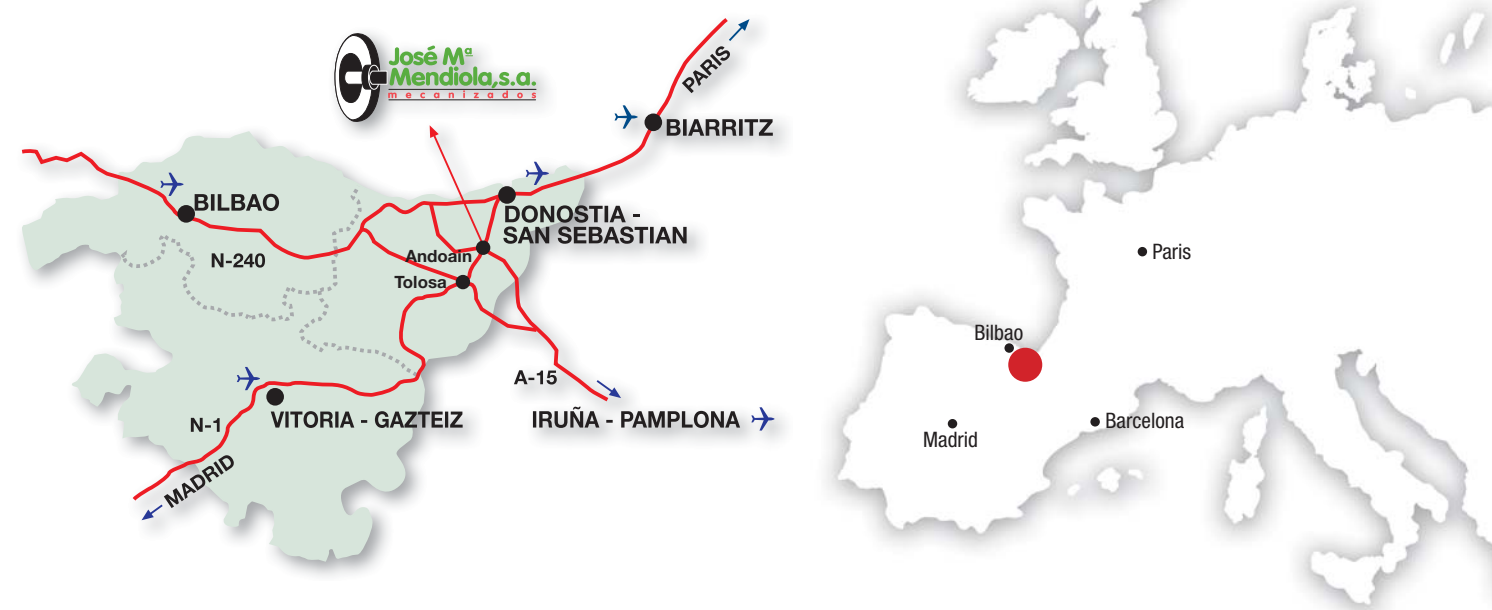 José Mª
Mendiola,s.a.
mecanizados
PARIS
BIARRITZ
BILBAO
DONOSTIA -
SAN SEBASTIAN
N-240
Andoain
Tolosa
A-15
N-1
VITORIA - GAZTEIZ
IRUÑA - PAMPLONA
MADRID
Paris
Bilbao
Madrid
Barcelona